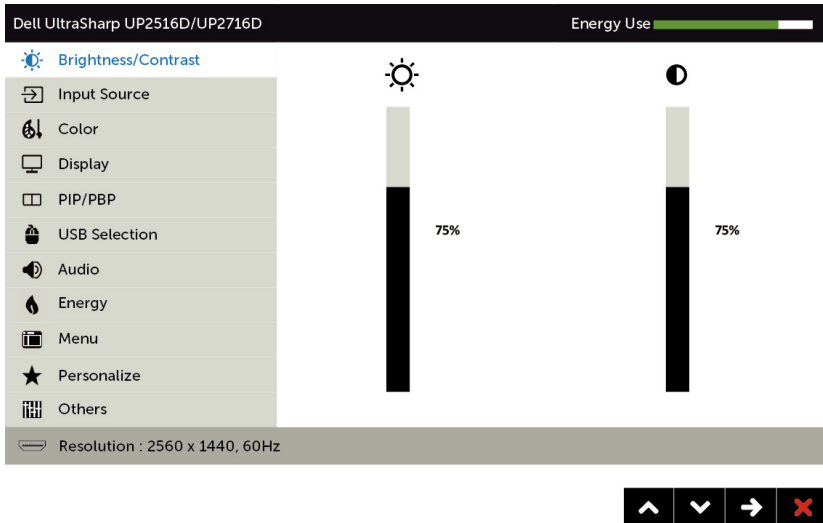 Dell UltraSharp UP2516D/UP2716D
Energy Use
Brightness/Contrast
Input Source
Color
Display
PIP/PBP
USB Selection
Audio
Energy
Menu
Personalize
Others
75%
75%
Resolution : 2560 x 1440, 60Hz